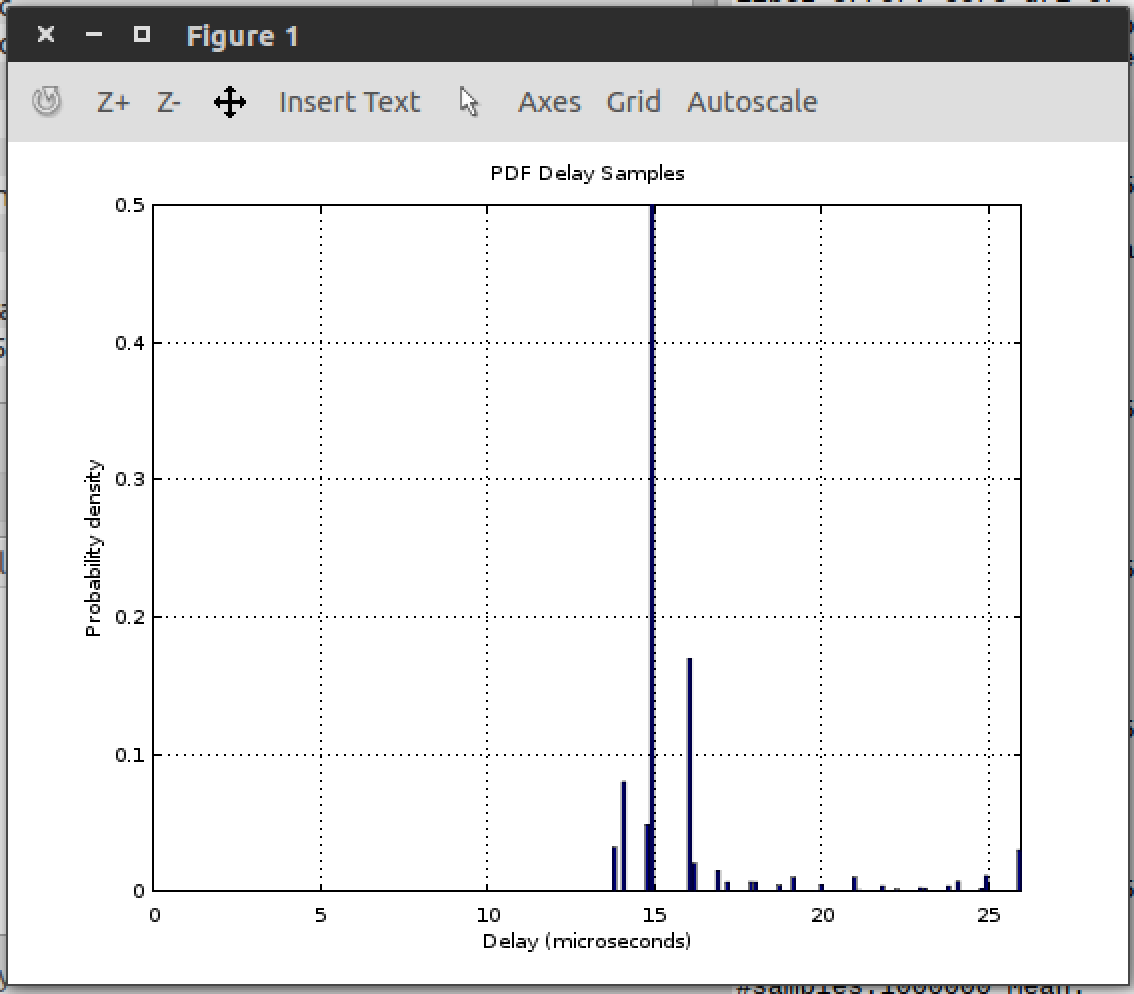 Figure 1
Z+ Z- Insert Text Axes Grid Autoscale
PDF Delay Samples
0.5
0.4
0.3
0.2
0.1
0
Probability density
0 5 10 15 20 25
Delay (microseconds)
#samples:1000000 Mean: